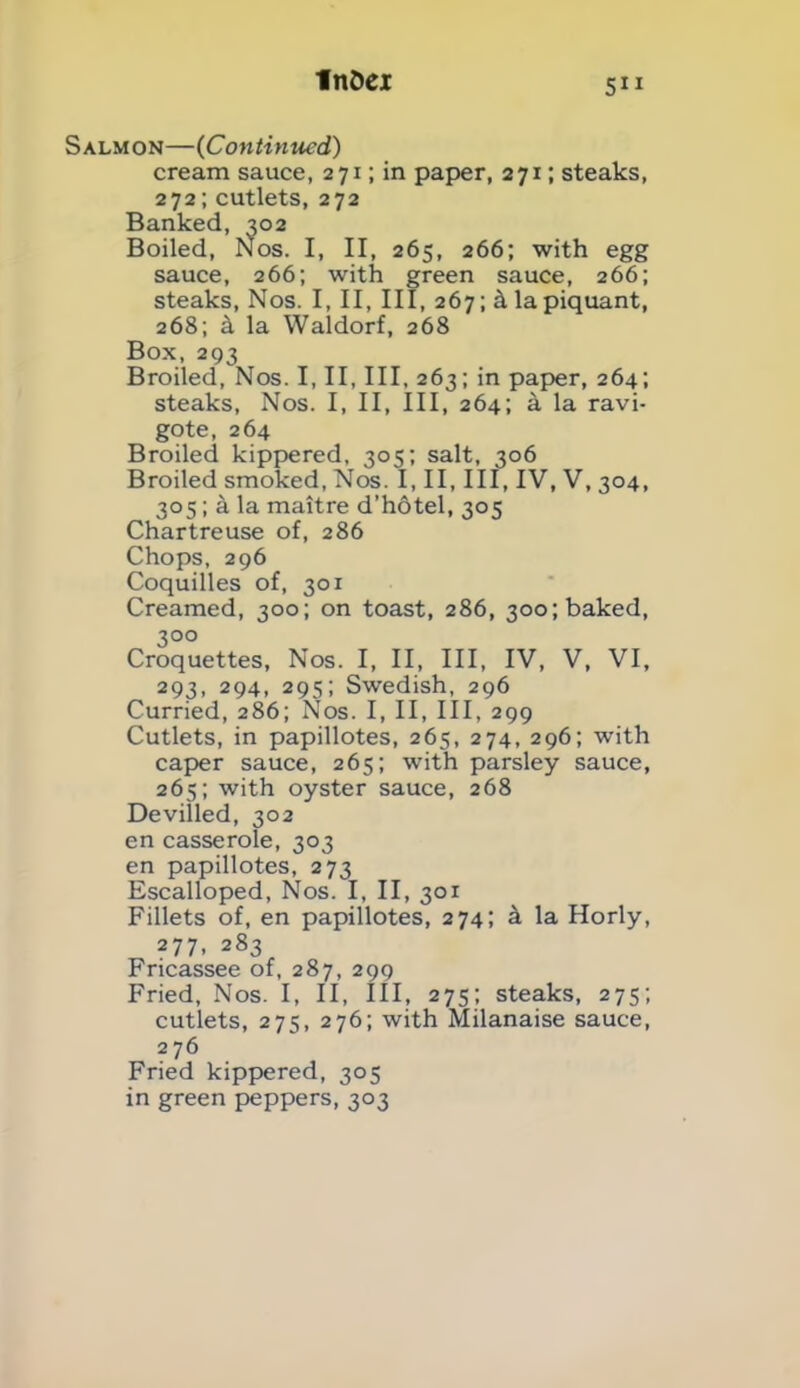 Index 511
Salmon—(Continued)
cream sauce, 271; in paper, 271; steaks,
272; cutlets, 272
Banked, 302
Boiled, Nos. I, II, 265, 266; with egg
sauce, 266; with green sauce, 266;
steaks, Nos. I, II, III, 267; à la piquant,
268; à la Waldorf, 268
Box, 293
Broiled, Nos. I, II, III, 263; in paper, 264;
steaks, Nos. I, II, III, 264; à la ravi-
gote, 264
Broiled kippered, 305; salt, 306
Broiled smoked, Nos. I, II, III, IV, V, 304,
305; à la maître d'hôtel, 305
Chartreuse of, 286
Chops, 296
Coquilles of, 301
Creamed, 300; on toast, 286, 300; baked,
300
Croquettes, Nos. I, II, III, IV, V, VI,
293, 294, 295; Swedish, 296
Curried, 286; Nos. I, II, III, 299
Cutlets, in papillotes, 265, 274, 296; with
caper sauce, 265; with parsley sauce,
265; with oyster sauce, 268
Devilled, 302
en casserole, 303
en papillotes, 273
Escalloped, Nos. I, II, 301
Fillets of, en papillotes, 274; à la Horly,
277, 283
Fricassee of, 287, 299
Fried, Nos. I, II, III, 275; steaks, 275;
cutlets, 275, 276; with Milanaise sauce,
276
Fried kippered, 305
in green peppers, 303